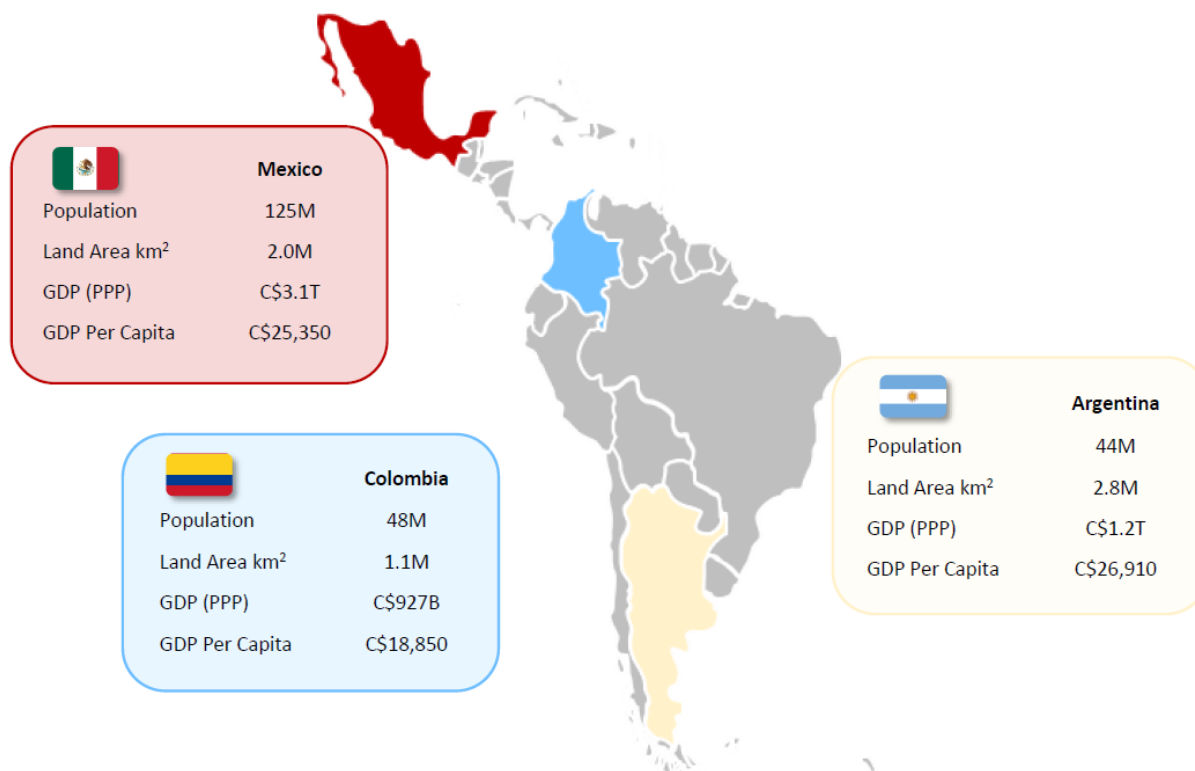 Mexico
Population 125M
Land Area km² 2.0M
GDP (PPP) C$3.1T
GDP Per Capita C$25,350
Colombia
Population 48M
Land Area km² 1.1M
GDP (PPP) C$927B
GDP Per Capita C$18,850
Argentina
Population 44M
Land Area km² 2.8M
GDP (PPP) C$1.2T
GDP Per Capita C$26,910